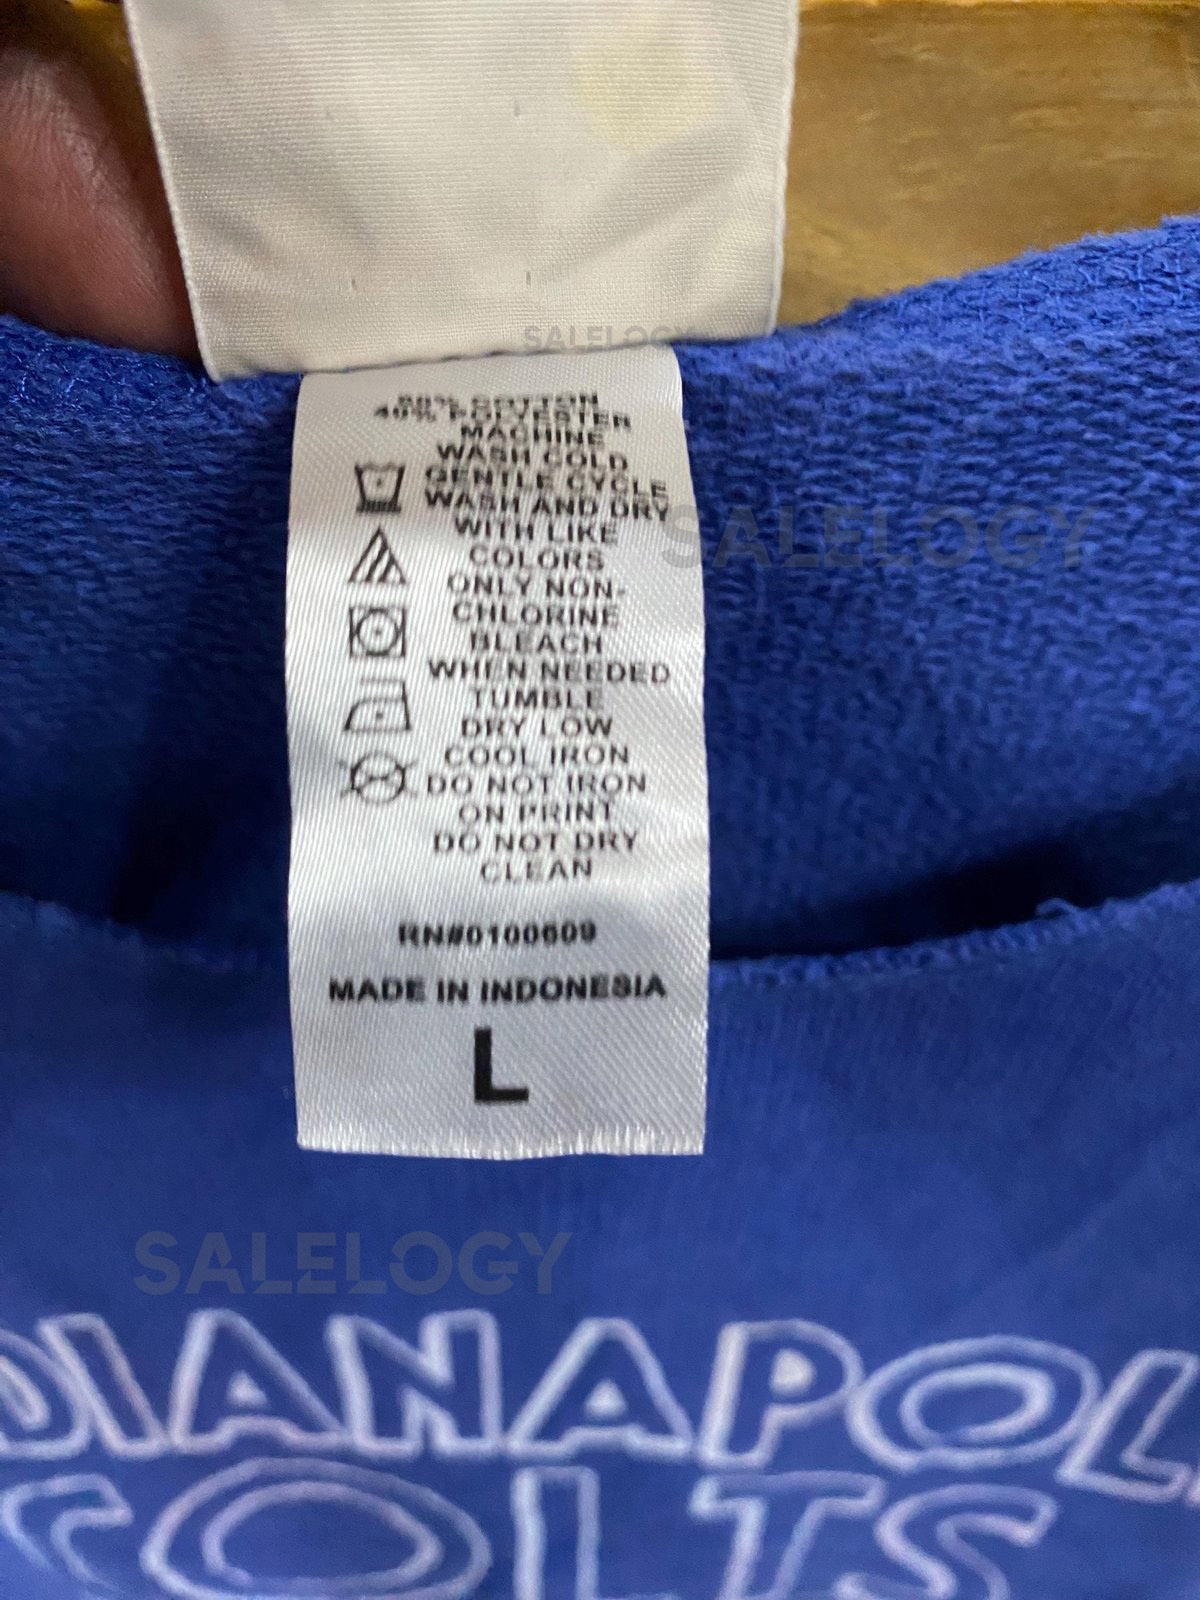 SALELOGY
COTTON
40% POLYESTER
MACHINE
WASH COLD
GENTLE CYCLE
WASH AND DRY
WITH LIKE
COLORS
ONLY NON-
CHLORINE
BLEACH
WHEN NEEDED
TUMBLE
DRY LOW
COOL IRON
DO NOT IRON
ON PRINT
DO NOT DRY
CLEAN
SALELOGY
RN#0100609
MADE IN INDONESIA
L
SALELOGY
DIANAPOLI
COLTS